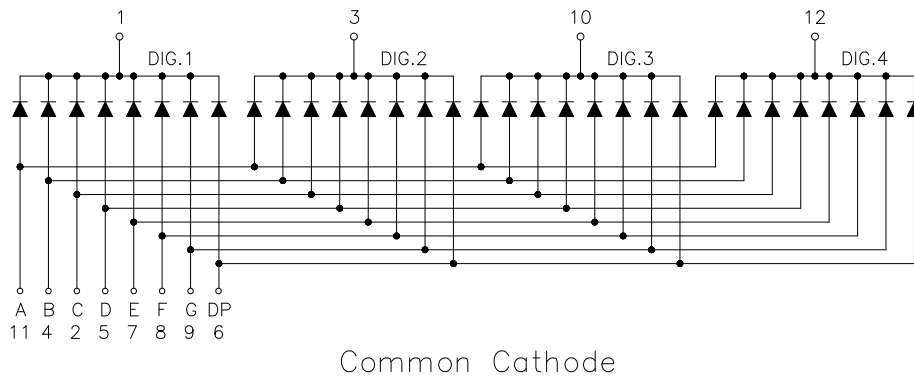 1 3 10 12
DIG.1 DIG.2 DIG.3 DIG.4
A B C D E F G DP
11 4 2 5 7 8 9 6
Common Cathode